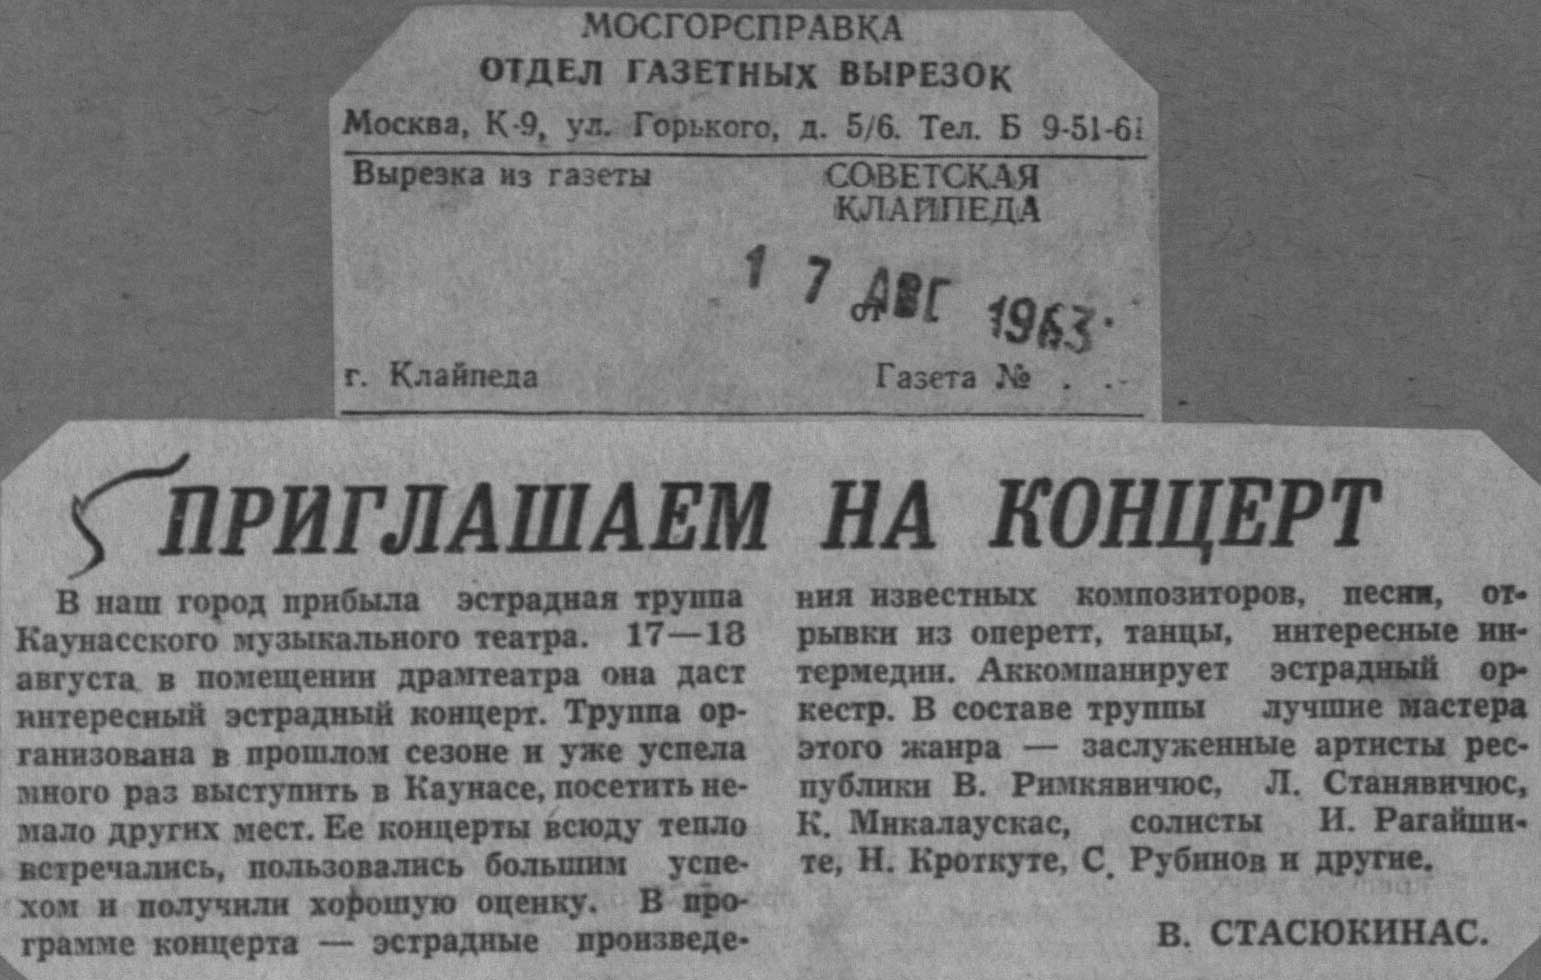 МОСГОРСПРАВКА
ОТДЕЛ ГАЗЕТНЫХ ВЫРЕЗОК
Москва, К-9, ул. Горького, д. 5/6. Тел. Б 9-51-61
Вырезка из газеты
СОВЕТСКАЯ
КЛАЙПЕДА
17 АВГ 1963
от
г. Клайпеда Газета № . .
ПРИГЛАШАЕМ НА КОНЦЕРТ
В наш город прибыла эстрадная труппа
Каунасского музыкального театра. 17—18
августа в помещении драмтеатра она даст
интересный эстрадный концерт. Труппа ор-
ганизована в прошлом сезоне и уже успела
много раз выступить в Каунасе, посетить не-
мало других мест. Ее концерты всюду тепло
встречались, пользовались большим успе-
хом и получили хорошую оценку. В про-
грамме концерта — эстрадные произведе-
ния известных композиторов, песни, от-
рывки из оперетт, танцы, интересные ин-
термедии. Аккомпанирует эстрадный ор-
кестр. В составе труппы лучшие мастера
этого жанра — заслуженные артисты рес-
публики В. Римкявичюс, Л. Станявичюс,
К. Микалаускас, солисты И. Рагайши-
те, Н. Кроткуте, С. Рубинов и другие.
В. СТАСЮКИНАС.